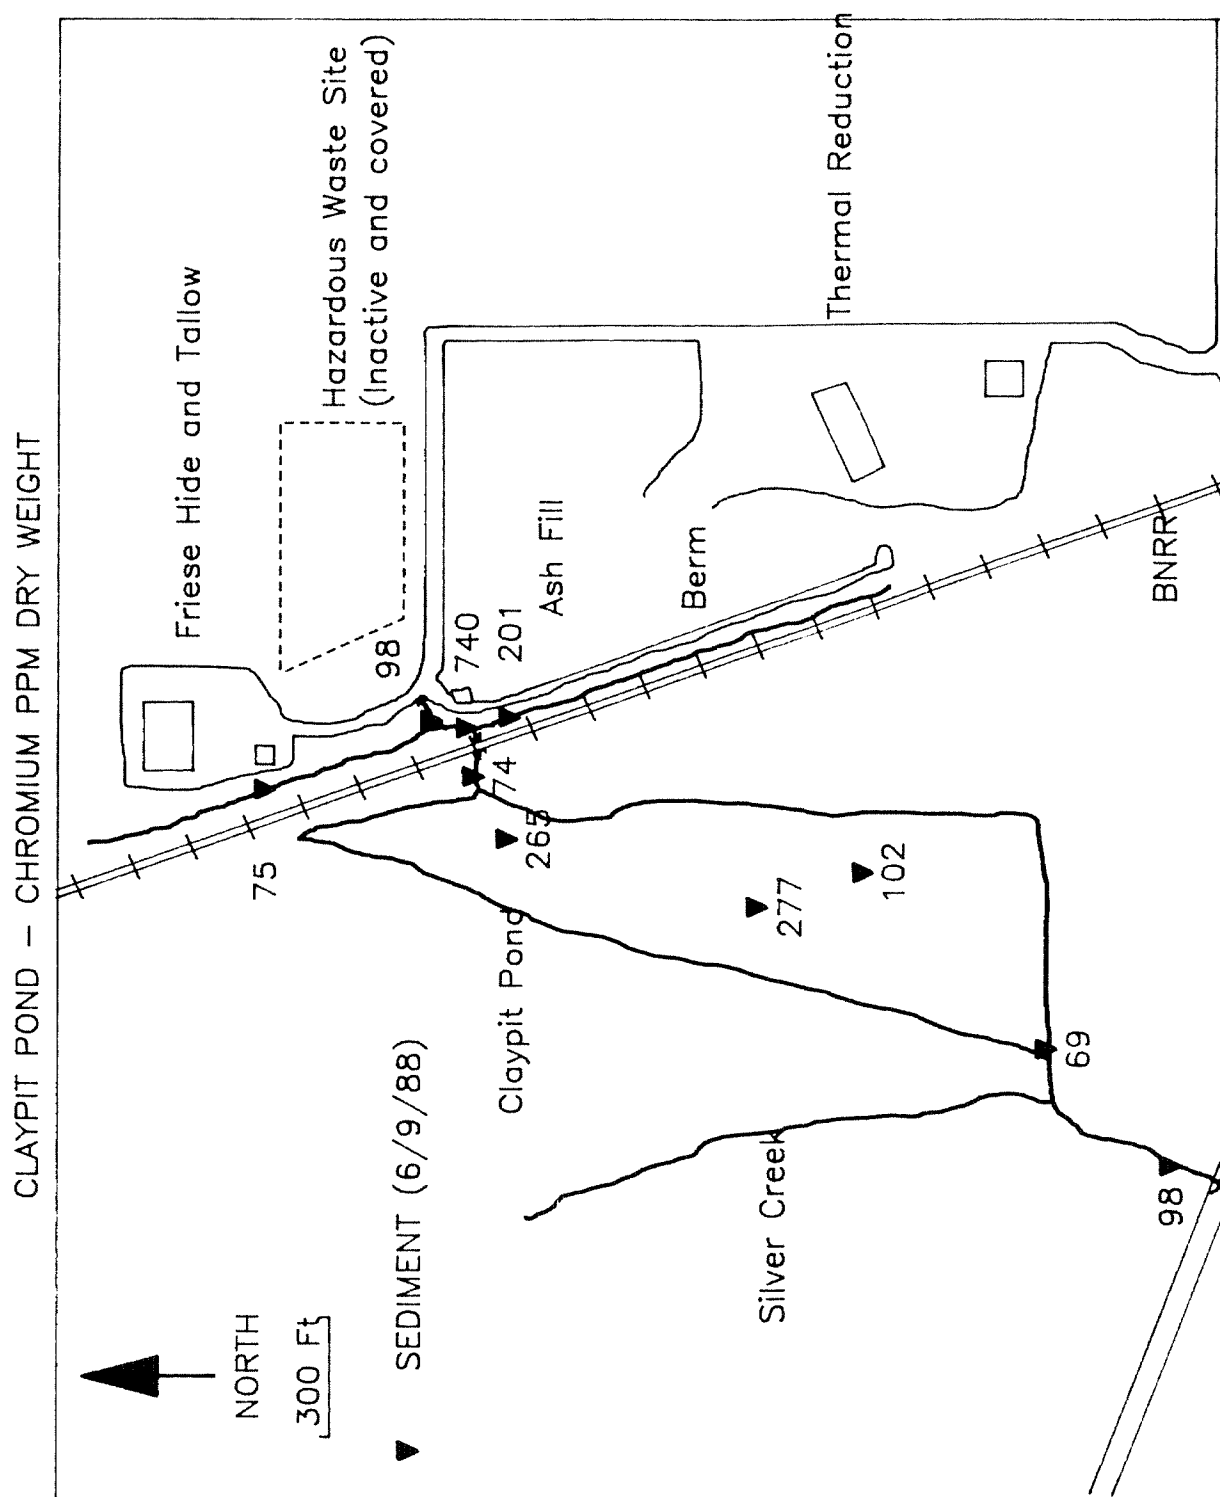 CLAYPIT POND – CHROMIUM PPM DRY WEIGHT
NORTH
300 Ft
SEDIMENT (6/9/88)
Friese Hide and Tallow
Hazardous Waste Site
(Inactive and covered)
75
98
740
201
74
265
Ash Fill
Claypit Pond
Berm
277
102
Thermal Reduction
Silver Creek
69
98
BNRR